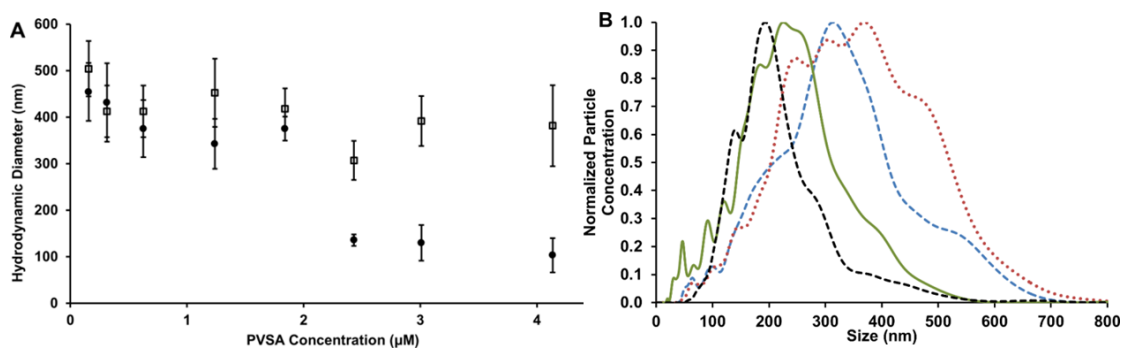 A
Hydrodynamic Diameter (nm)
600
500
400
300
200
100
0
0 1 2 3 4
PVSA Concentration (µM)
B
Normalized Particle
Concentration
1.0
0.9
0.8
0.7
0.6
0.5
0.4
0.3
0.2
0.1
0.0
0 100 200 300 400 500 600 700 800
Size (nm)